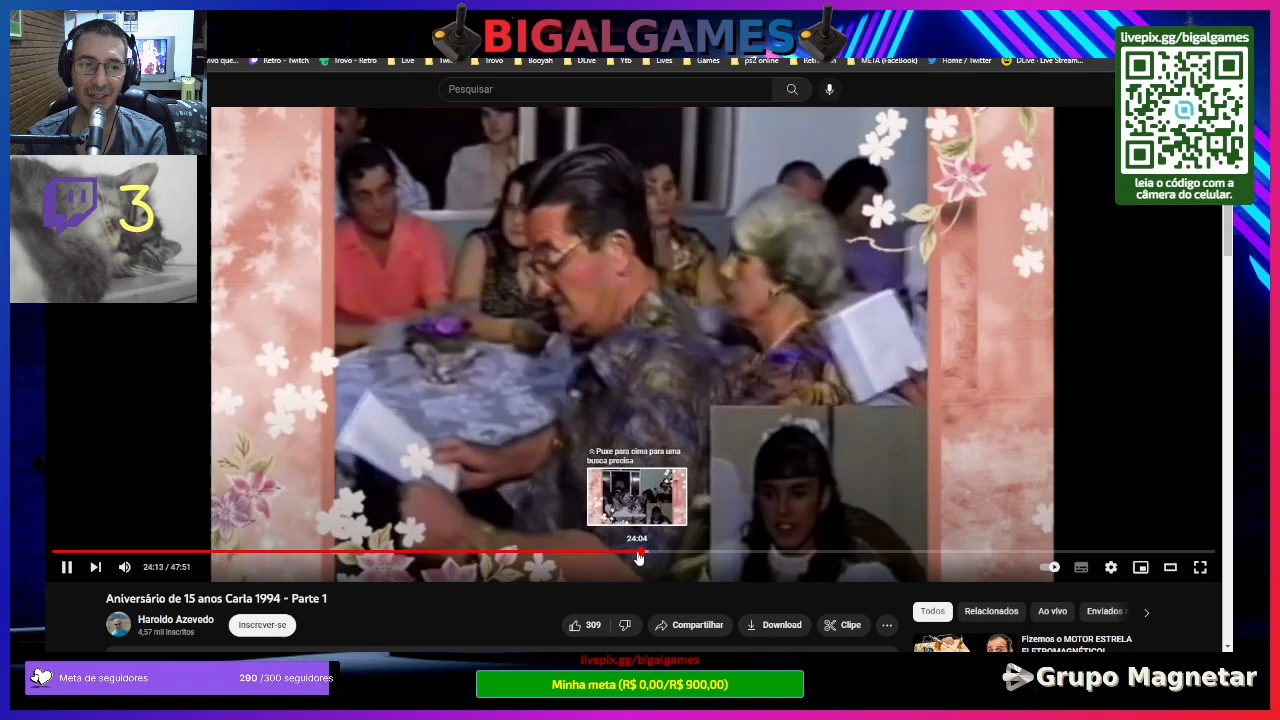 BIGALGAMES
livepix.gg/bigalgames
Retro - Twitch
Trovo - Retro
Live
Trovo
Booyah
DLive
Ytb
Lives
Games
ps2 online
META (FaceBook)
Home / Twitter
DLive · Live Stream...
Pesquisar
leia o código com a
câmera do celular.
3
Puxe para cima para uma
busca precisa
24:04
24:13 / 47:51
Aniversário de 15 anos Carla 1994 - Parte 1
Haroldo Azevedo
4,57 mil inscritos
Inscrever-se
309
Compartilhar
Download
Clipe
Todos
Relacionados
Ao vivo
Enviados
Fizemos o MOTOR ESTRELA
ELETROMAGNÉTICO!
livepix.gg/bigalgames
Meta de seguidores
290 /300 seguidores
Minha meta (R$ 0,00/R$ 900,00)
Grupo Magnetar